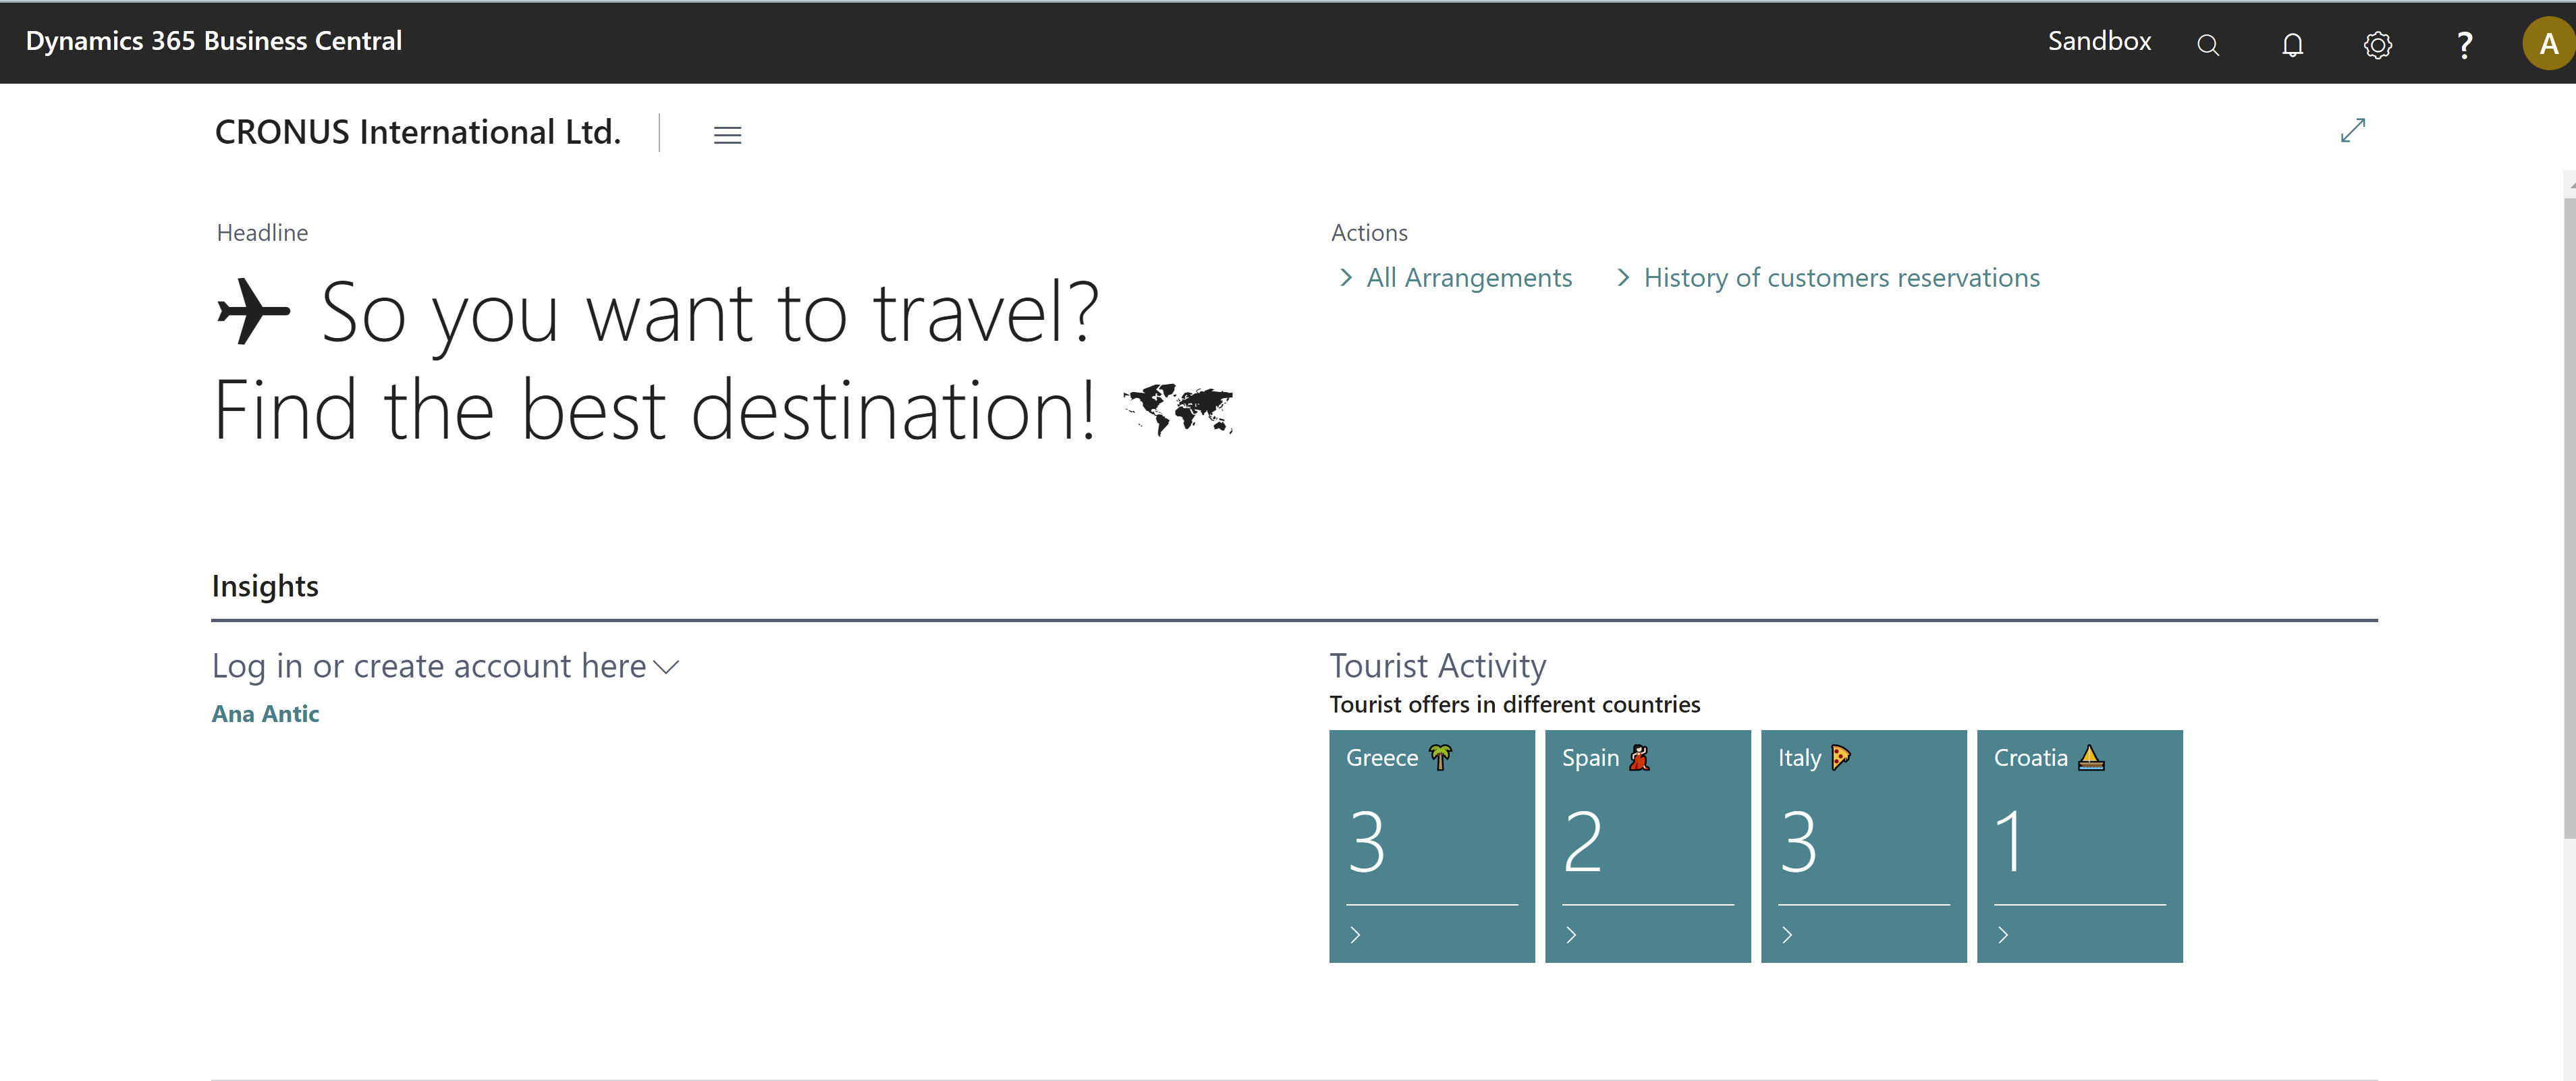 Dynamics 365 Business Central
Sandbox
?
A
CRONUS International Ltd.
Headline
✈ So you want to travel?
Find the best destination! 🗺
Actions
All Arrangements
History of customers reservations
Insights
Log in or create account here
Ana Antic
Tourist Activity
Tourist offers in different countries
Greece 🌴
3
Spain 💃
2
Italy 🍕
3
Croatia ⛵
1